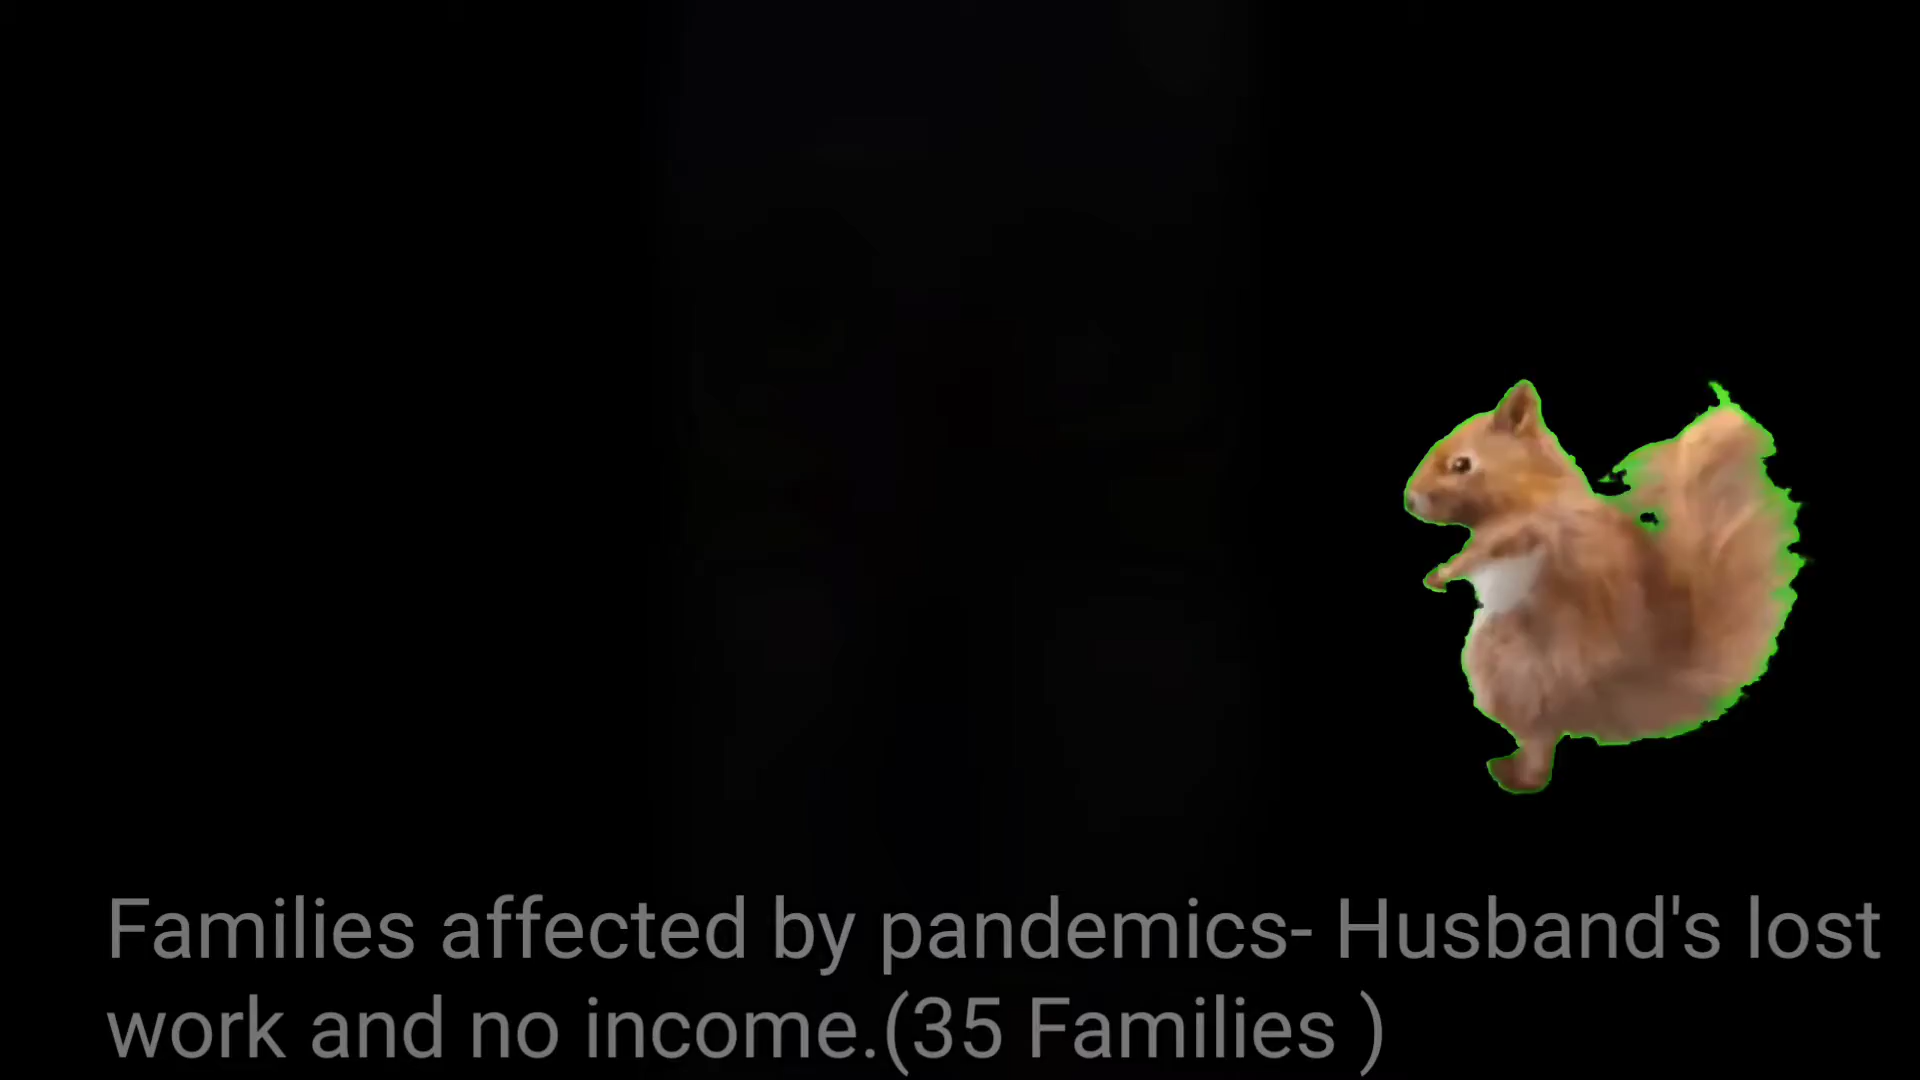 Families affected by pandemics- Husband's lost
work and no income.(35 Families )